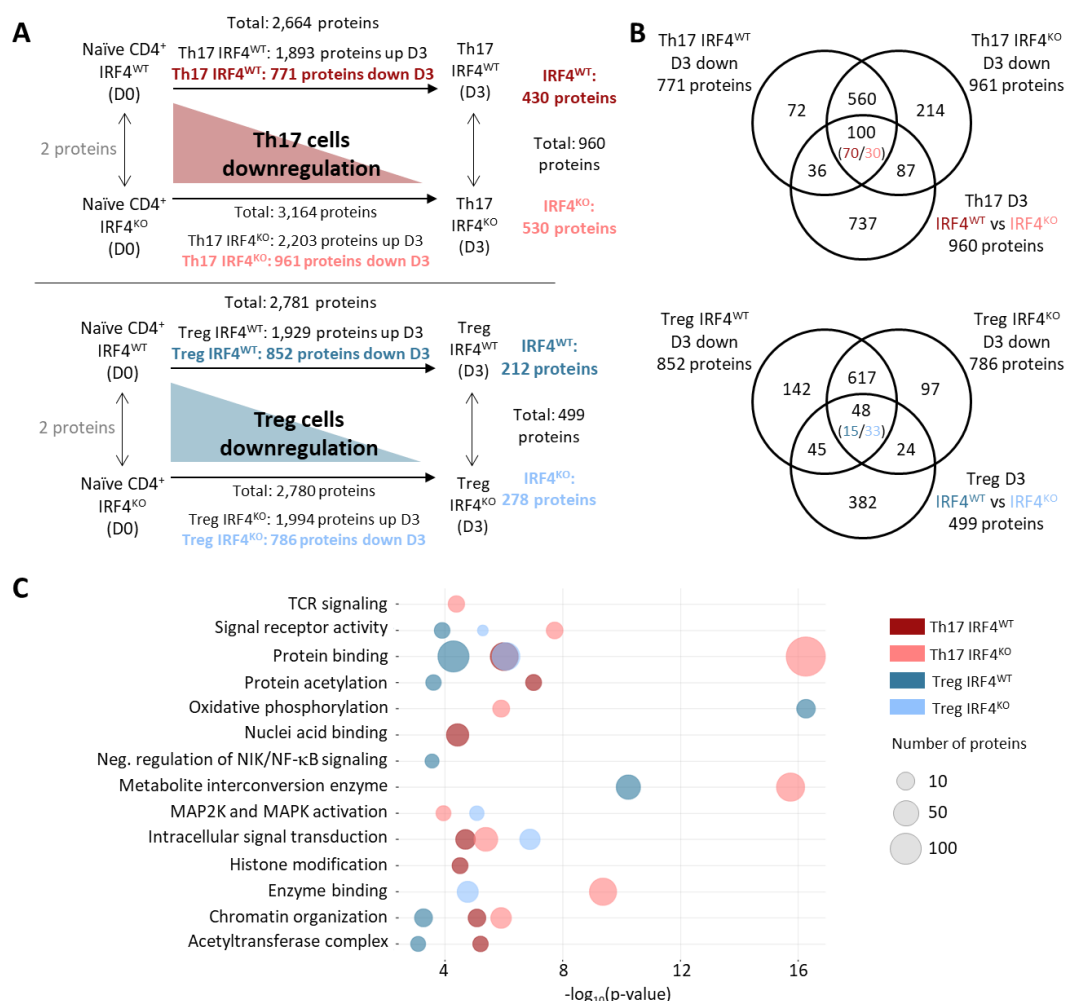 A
Total: 2,664 proteins
Naïve CD4+
IRF4WT
(D0)
Th17 IRF4WT: 1,893 proteins up D3
Th17 IRF4WT: 771 proteins down D3
Th17
IRF4WT
(D3)
IRF4WT:
430 proteins
2 proteins
Th17 cells
downregulation
Total: 960
proteins
Naïve CD4+
IRF4KO
(D0)
Total: 3,164 proteins
Th17 IRF4KO: 2,203 proteins up D3
Th17 IRF4KO: 961 proteins down D3
Th17
IRF4KO
(D3)
IRF4KO:
530 proteins
Total: 2,781 proteins
Naïve CD4+
IRF4WT
(D0)
Treg IRF4WT: 1,929 proteins up D3
Treg IRF4WT: 852 proteins down D3
Treg
IRF4WT
(D3)
IRF4WT:
212 proteins
2 proteins
Treg cells
downregulation
Total: 499
proteins
Naïve CD4+
IRF4KO
(D0)
Total: 2,780 proteins
Treg IRF4KO: 1,994 proteins up D3
Treg IRF4KO: 786 proteins down D3
Treg
IRF4KO
(D3)
IRF4KO:
278 proteins
B
Th17 IRF4WT
D3 down
771 proteins
Th17 IRF4KO
D3 down
961 proteins
72
560
214
100
(70/30)
36
87
737
Th17 D3
IRF4WT vs IRF4KO
960 proteins
Treg IRF4WT
D3 down
852 proteins
Treg IRF4KO
D3 down
786 proteins
142
617
97
48
(15/33)
45
24
382
Treg D3
IRF4WT vs IRF4KO
499 proteins
C
TCR signaling
Signal receptor activity
Protein binding
Protein acetylation
Oxidative phosphorylation
Nuclei acid binding
Neg. regulation of NIK/NF-κB signaling
Metabolite interconversion enzyme
MAP2K and MAPK activation
Intracellular signal transduction
Histone modification
Enzyme binding
Chromatin organization
Acetyltransferase complex
4
8
12
16
-log10(p-value)
Th17 IRF4WT
Th17 IRF4KO
Treg IRF4WT
Treg IRF4KO
Number of proteins
10
50
100